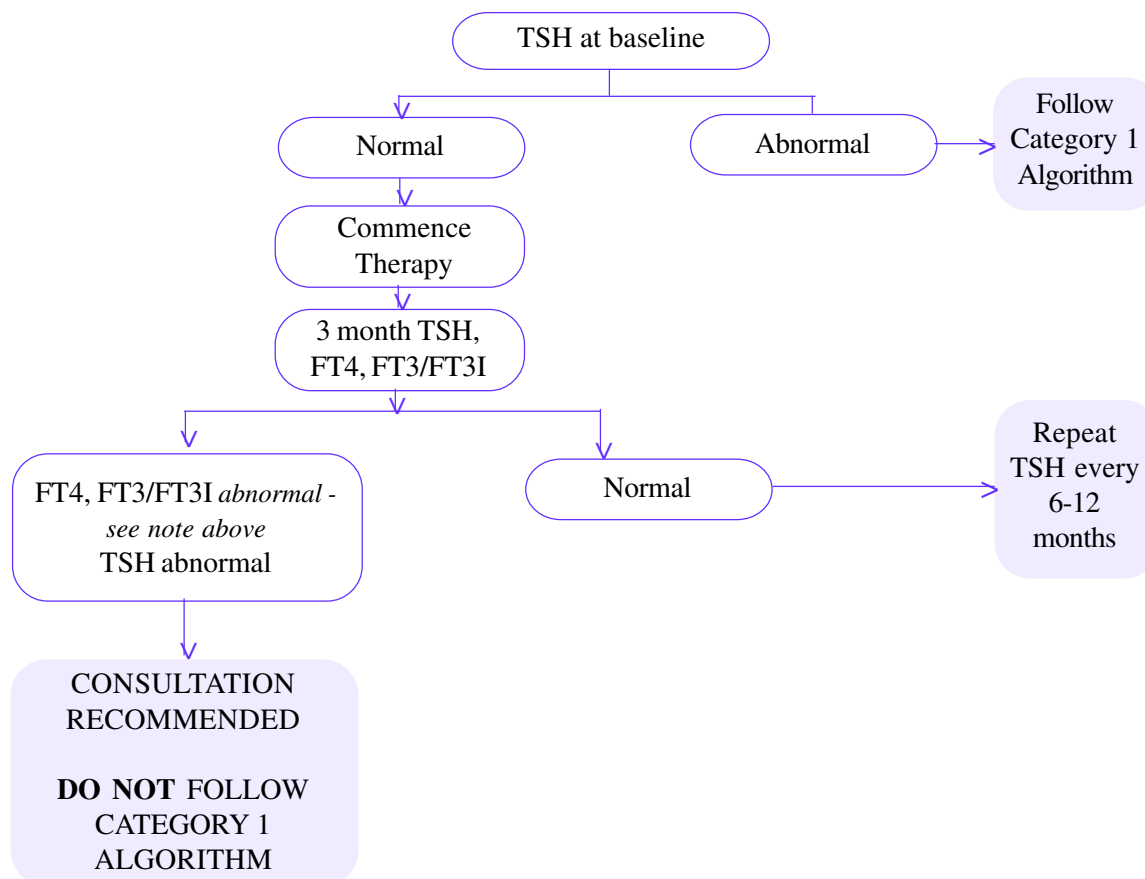 TSH at baseline
Normal
Abnormal
Follow
Category 1
Algorithm
Commence
Therapy
3 month TSH,
FT4, FT3/FT3I
FT4, FT3/FT3I abnormal -
see note above
TSH abnormal
Normal
Repeat
TSH every
6-12
months
CONSULTATION
RECOMMENDED
DO NOT FOLLOW
CATEGORY 1
ALGORITHM